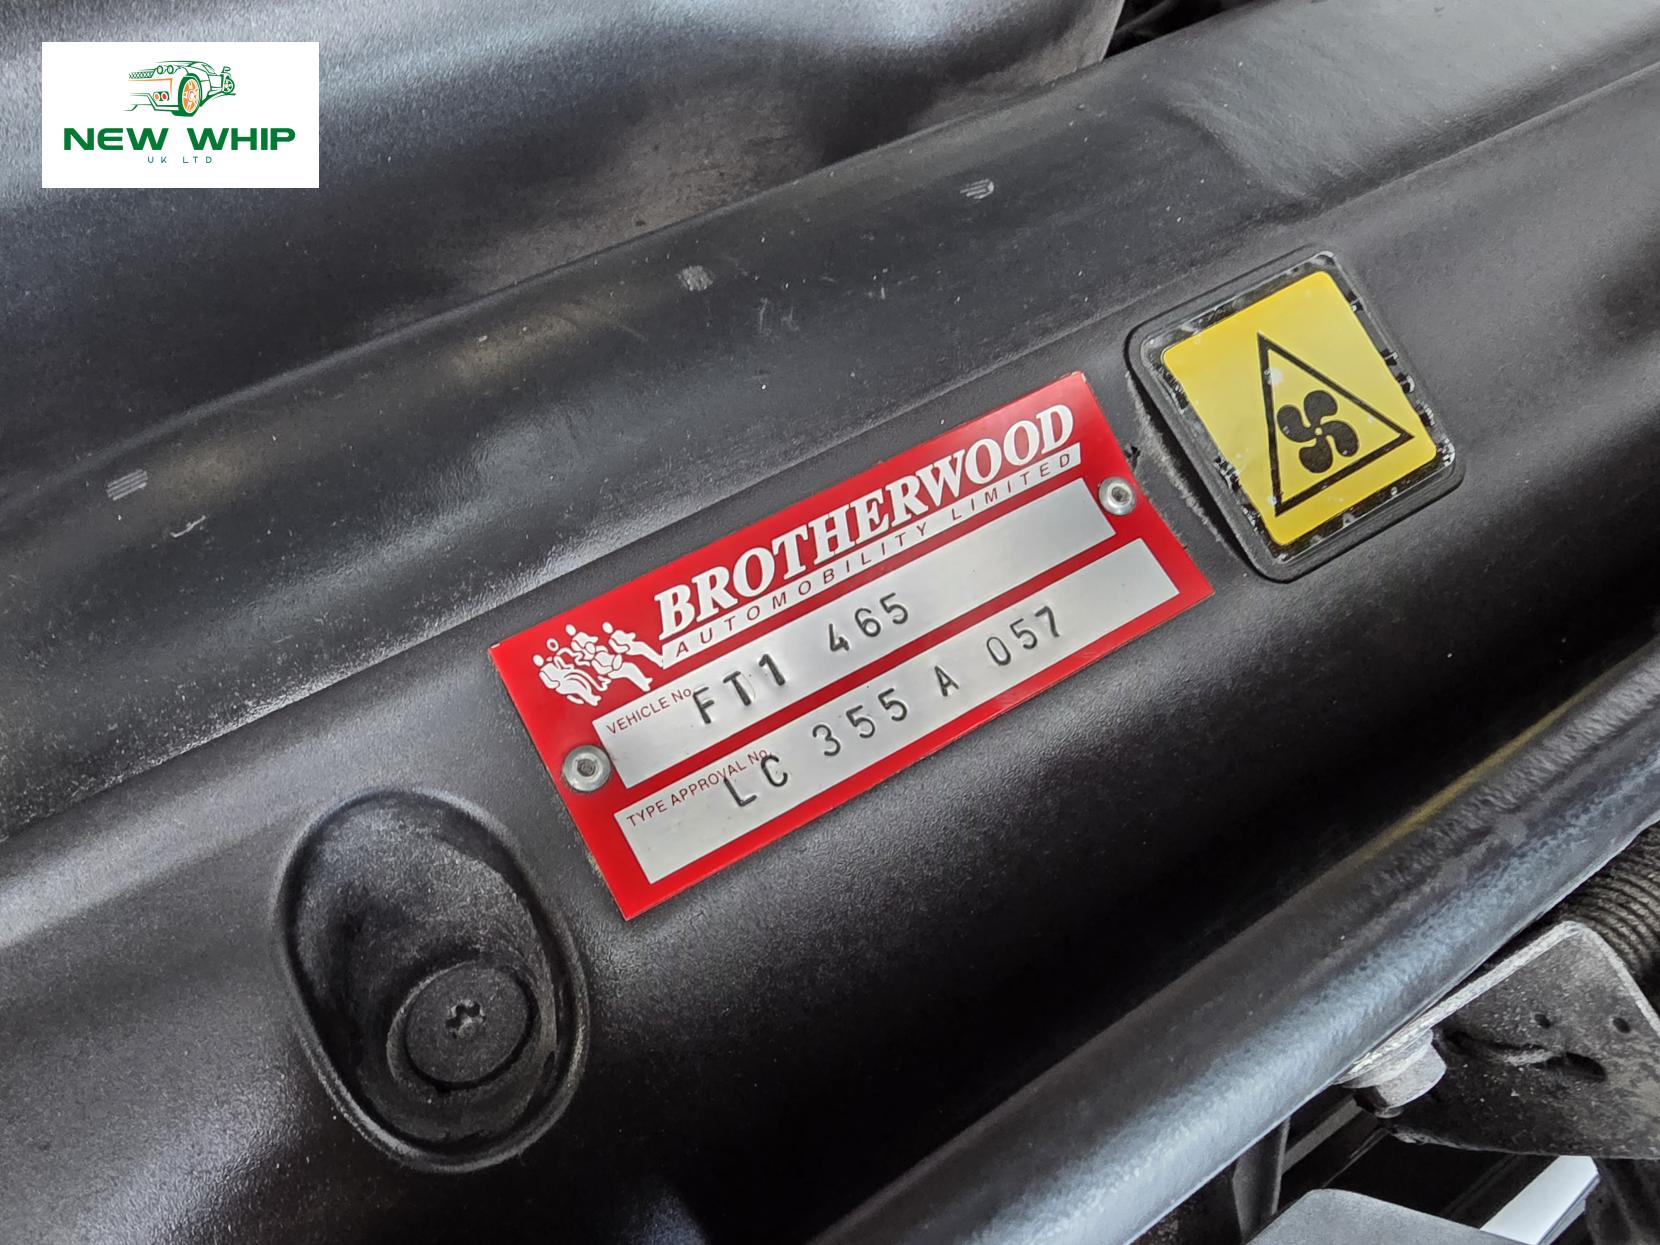 NEW WHIP
UK LTD
BROTHERWOOD
AUTOMOBILITY LIMITED
VEHICLE No. FT1 465
TYPE APPROVAL No. LC 355 A 057